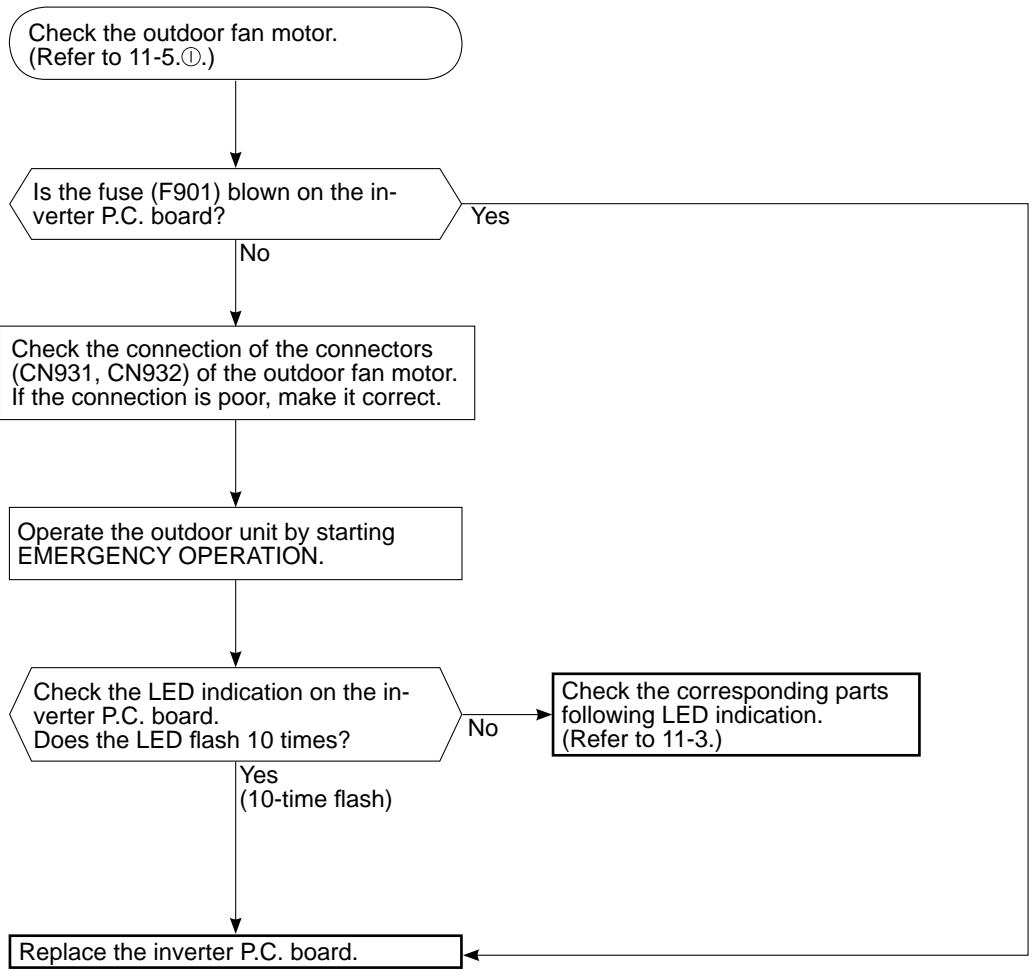 Check the outdoor fan motor.
(Refer to 11-5.Ⓘ.)
Is the fuse (F901) blown on the in-
verter P.C. board?
Yes
No
Check the connection of the connectors
(CN931, CN932) of the outdoor fan motor.
If the connection is poor, make it correct.
Operate the outdoor unit by starting
EMERGENCY OPERATION.
Check the LED indication on the in-
verter P.C. board.
Does the LED flash 10 times?
No
Check the corresponding parts
following LED indication.
(Refer to 11-3.)
Yes
(10-time flash)
Replace the inverter P.C. board.